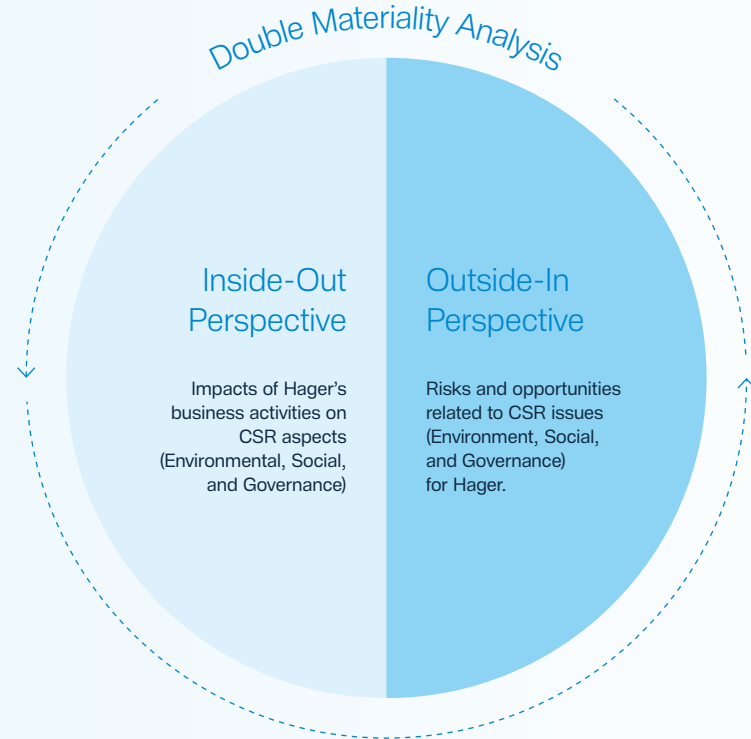 Double Materiality Analysis
Inside-Out
Perspective
Impacts of Hager's
business activities on
CSR aspects
(Environmental, Social,
and Governance)
Outside-In
Perspective
Risks and opportunities
related to CSR issues
(Environment, Social,
and Governance)
for Hager.